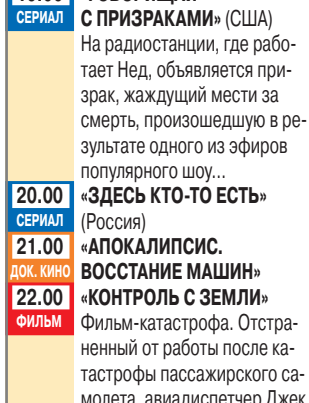 СЕРИАЛ С ПРИЗРАКАМИ» (США)
На радиостанции, где рабо-
тает Нед, объявляется при-
зрак, жаждущий мести за
смерть, произошедшую в ре-
зультате одного из эфиров
популярного шоу...
20.00 «ЗДЕСЬ КТО-ТО ЕСТЬ»
СЕРИАЛ (Россия)
21.00 «АПОКАЛИПСИС.
ДОК. КИНО ВОССТАНИЕ МАШИН»
22.00 «КОНТРОЛЬ С ЗЕМЛИ»
ФИЛЬМ Фильм-катастрофа. Отстра-
ненный от работы после ка-
тастрофы пассажирского са-
молета, авиадиспетчер Джек